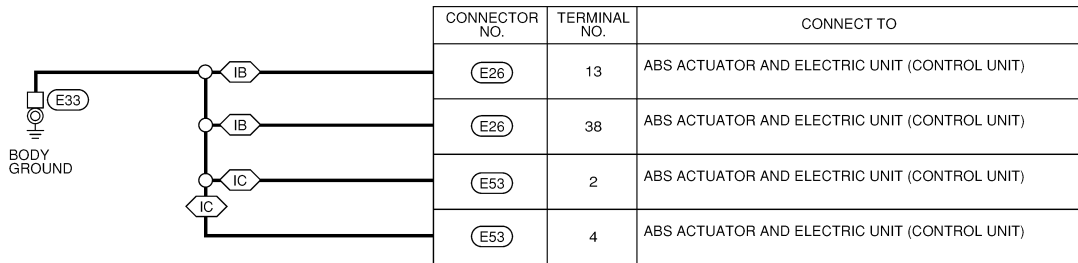 CONNECTOR NO. TERMINAL NO. CONNECT TO
IB E26 13 ABS ACTUATOR AND ELECTRIC UNIT (CONTROL UNIT)
E33
IB E26 38 ABS ACTUATOR AND ELECTRIC UNIT (CONTROL UNIT)
BODY
GROUND
IC E53 2 ABS ACTUATOR AND ELECTRIC UNIT (CONTROL UNIT)
IC
E53 4 ABS ACTUATOR AND ELECTRIC UNIT (CONTROL UNIT)